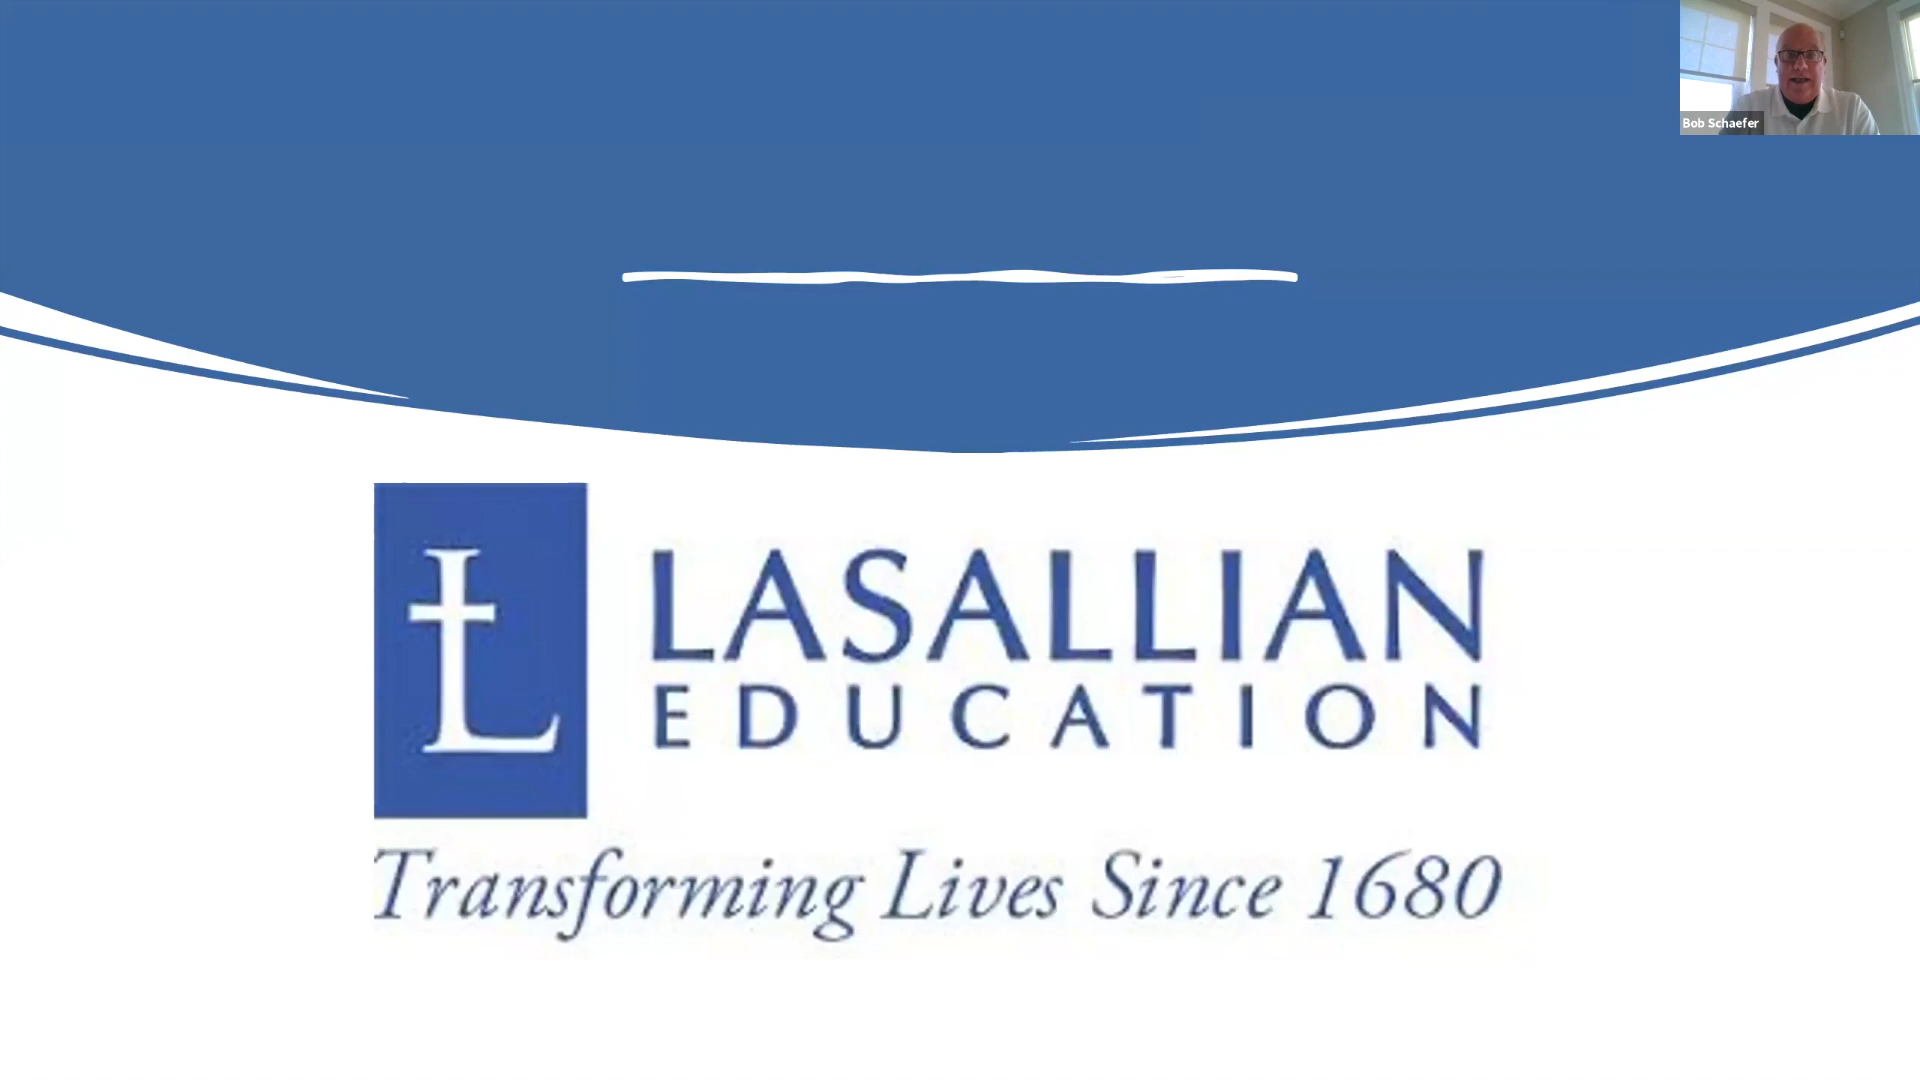 Bob Schaefer
LASALLIAN
EDUCATION
Transforming Lives Since 1680